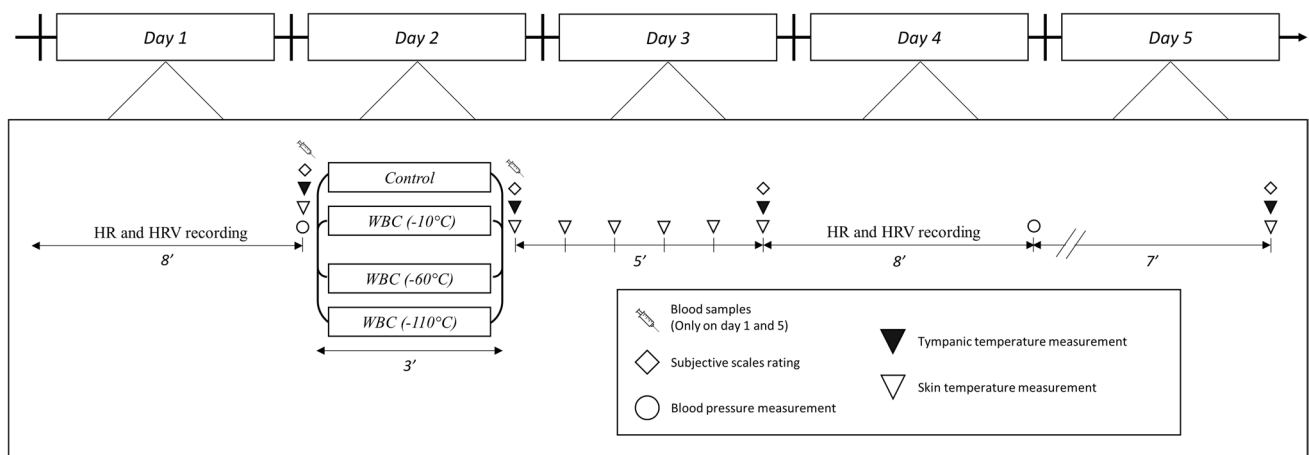 Day 1
Day 2
Day 3
Day 4
Day 5
Control
WBC (-10°C)
WBC (-60°C)
WBC (-110°C)
HR and HRV recording
8’
3’
5’
HR and HRV recording
8’
7’
Blood samples
(Only on day 1 and 5)
Subjective scales rating
Blood pressure measurement
Tympanic temperature measurement
Skin temperature measurement